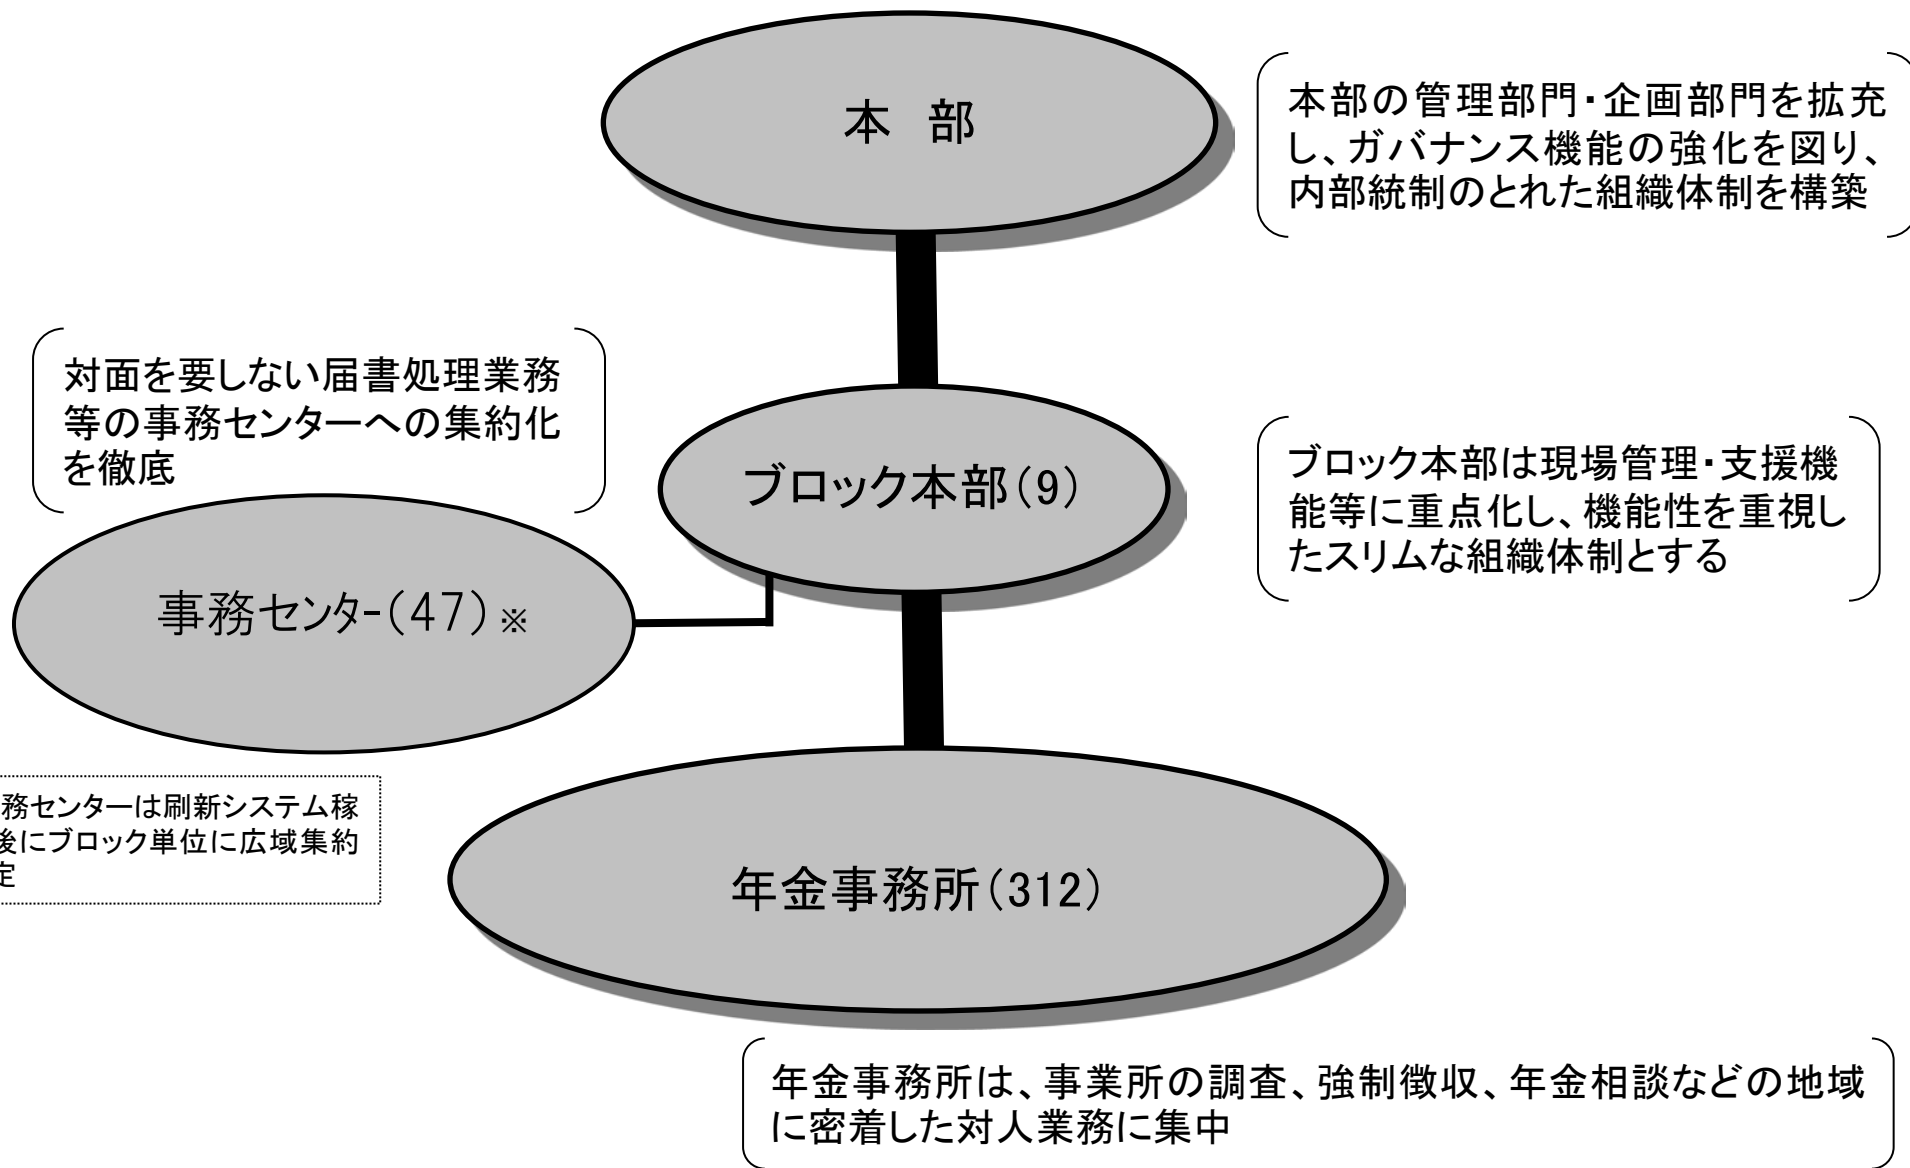 本　部
本部の管理部門・企画部門を拡充
し、ガバナンス機能の強化を図り、
内部統制のとれた組織体制を構築
対面を要しない届書処理業務
等の事務センターへの集約化
を徹底
ブロック本部(9)
ブロック本部は現場管理・支援機
能等に重点化し、機能性を重視し
たスリムな組織体制とする
事務センター(47)※
務センターは刷新システム稼
後にブロック単位に広域集約
定
年金事務所(312)
年金事務所は、事業所の調査、強制徴収、年金相談などの地域
に密着した対人業務に集中